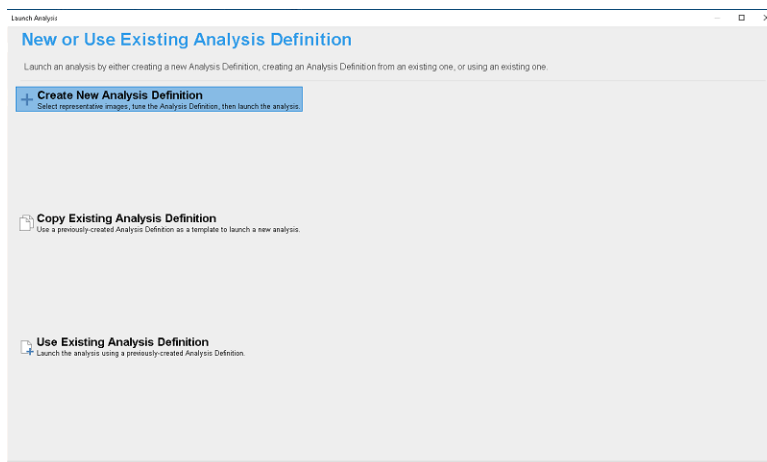 Launch Analysis
New or Use Existing Analysis Definition
Launch an analysis by either creating a new Analysis Definition, creating an Analysis Definition from an existing one, or using an existing one.
Create New Analysis Definition
Select representative images, tune the Analysis Definition, then launch the analysis.
Copy Existing Analysis Definition
Use a previously-created Analysis Definition as a template to launch a new analysis.
Use Existing Analysis Definition
Launch the analysis using a previously-created Analysis Definition.